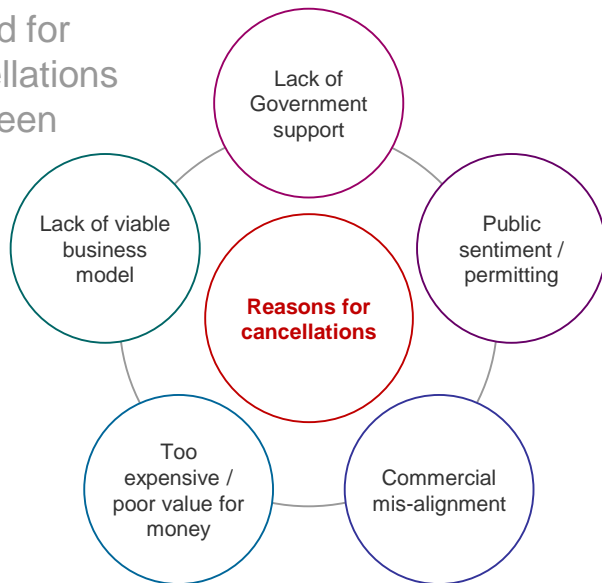 d for
ellations
een
Lack of
Government
support
Public
sentiment /
permitting
Commercial
mis-alignment
Too
expensive /
poor value for
money
Lack of viable
business
model
Reasons for
cancellations